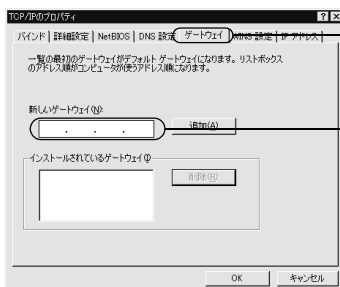 TCP/IPのプロパティ
バインド 詳細設定 NetBIOS DNS 設定 ゲートウェイ WINS 設定 IP アドレス
一覧の最初のゲートウェイがデフォルト ゲートウェイになります。リストボックス
のアドレス順がコンピュータが使うアドレス順になります。
新しいゲートウェイ(N):
追加(A)
インストールされているゲートウェイ(I)
削除(R)
OK キャンセル